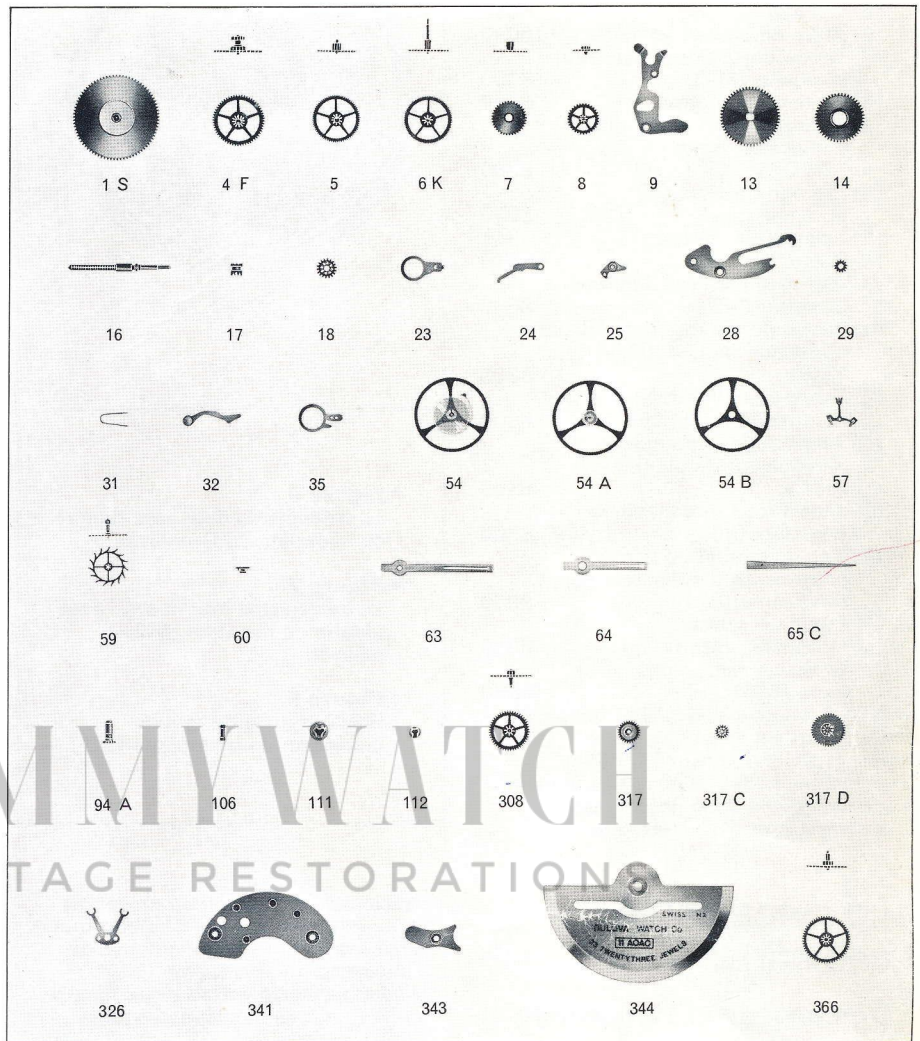 1 S 4 F 5 6 K 7 8 9 13 14
16 17 18 23 24 25 28 29
31 32 35 54 54 A 54 B 57
59 60 63 64 65 C
94 A 106 111 112 308 317 317 C 317 D
MMYWATCH
TAGE RESTORATIONS
SWISS
BULOVA WATCH Co
11 AOAC
23 TWENTYTHREE JEWELS
326 341 343 344 366